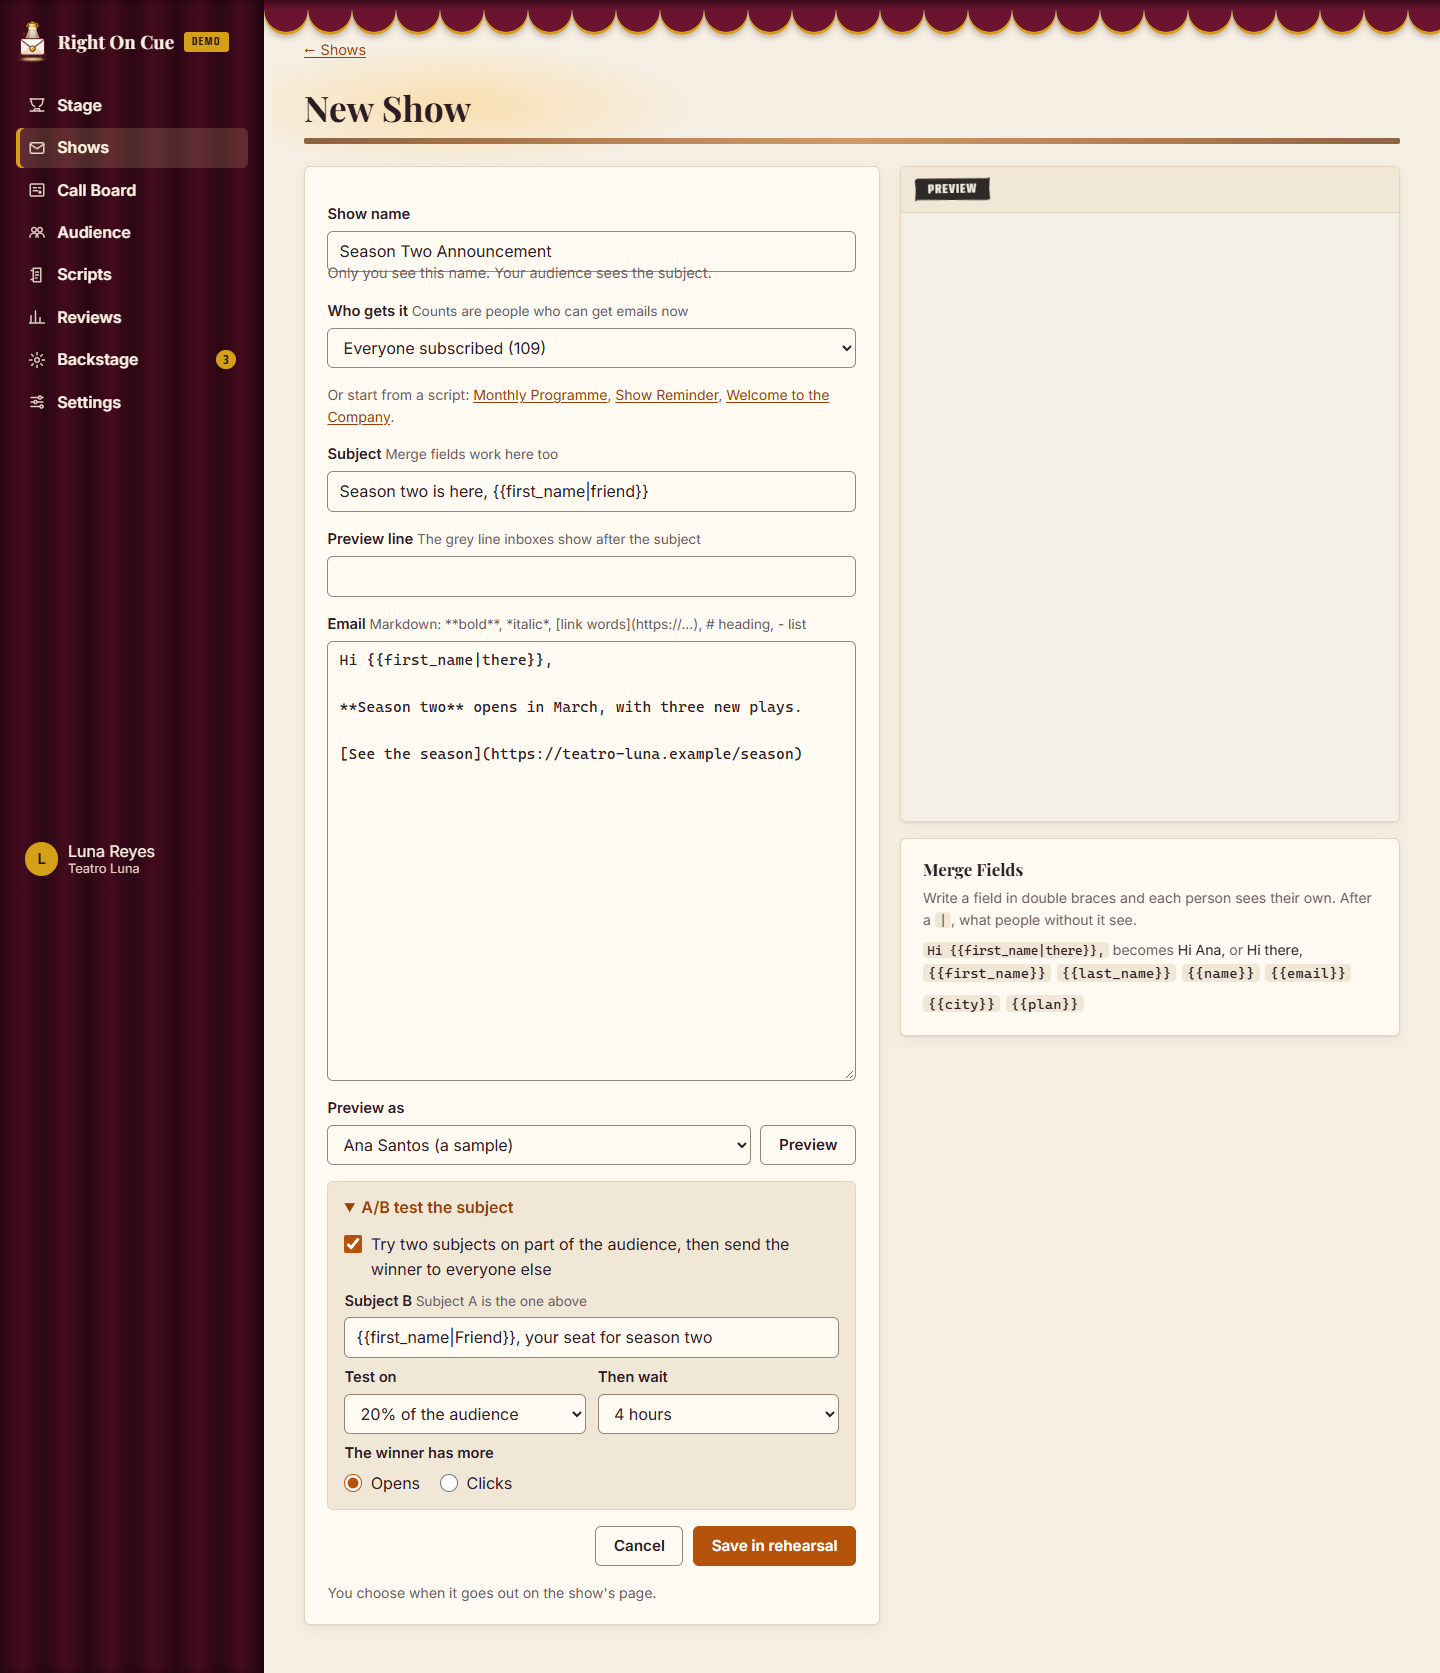 Right On Cue DEMO
Stage
Shows
Call Board
Audience
Scripts
Reviews
Backstage 3
Settings
L
Luna Reyes
Teatro Luna
← Shows
New Show
Show name
Season Two Announcement
Only you see this name. Your audience sees the subject.
Who gets it Counts are people who can get emails now
Everyone subscribed (109)
Or start from a script: Monthly Programme, Show Reminder, Welcome to the
Company.
Subject Merge fields work here too
Season two is here, {{first_name|friend}}
Preview line The grey line inboxes show after the subject
Email Markdown: **bold**, *italic*, [link words](https://...), # heading, - list
Hi {{first_name|there}},
**Season two** opens in March, with three new plays.
[See the season](https://teatro-luna.example/season)
Preview as
Ana Santos (a sample)
Preview
▼ A/B test the subject
Try two subjects on part of the audience, then send the
winner to everyone else
Subject B Subject A is the one above
{{first_name|Friend}}, your seat for season two
Test on
Then wait
20% of the audience
4 hours
The winner has more
Opens
Clicks
Cancel
Save in rehearsal
You choose when it goes out on the show's page.
PREVIEW
Merge Fields
Write a field in double braces and each person sees their own. After
a |, what people without it see.
Hi {{first_name|there}}, becomes Hi Ana, or Hi there,
{{first_name}} {{last_name}} {{name}} {{email}}
{{city}} {{plan}}